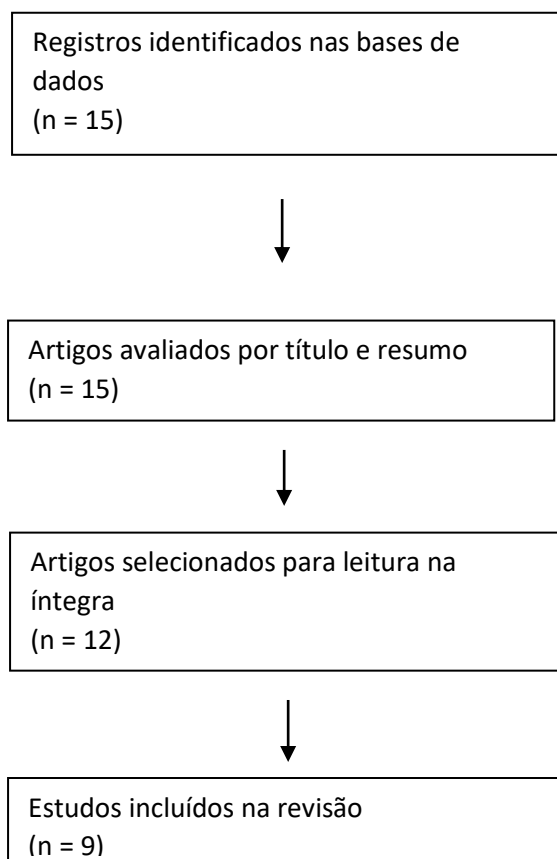 Registros identificados nas bases de
dados
(n = 15)
Artigos avaliados por título e resumo
(n = 15)
Artigos selecionados para leitura na
íntegra
(n = 12)
Estudos incluídos na revisão
(n = 9)